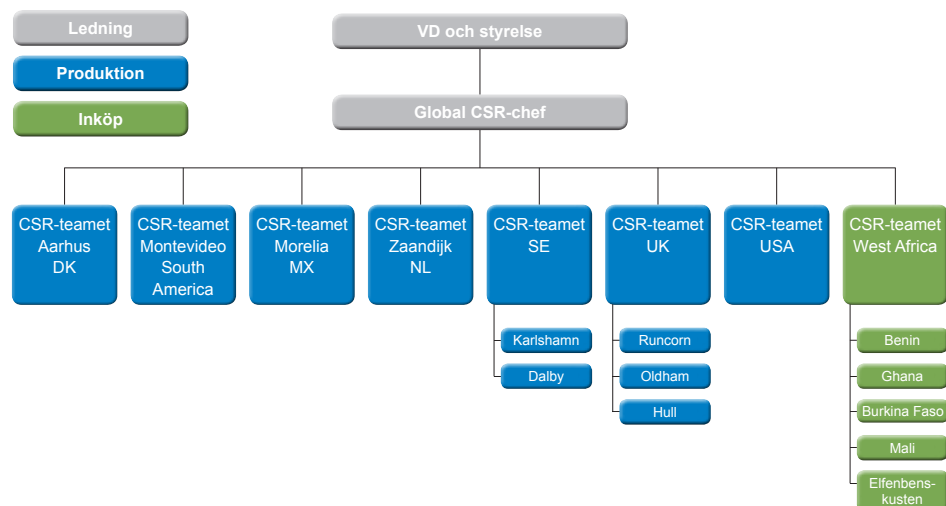 Ledning
Produktion
Inköp
VD och styrelse
Global CSR-chef
CSR-teamet
Aarhus
DK
CSR-teamet
Montevideo
South
America
CSR-teamet
Morelia
MX
CSR-teamet
Zaandijk
NL
CSR-teamet
SE
CSR-teamet
UK
CSR-teamet
USA
CSR-teamet
West Africa
Karlshamn
Dalby
Runcorn
Oldham
Hull
Benin
Ghana
Burkina Faso
Mali
Elfenbens-
kusten